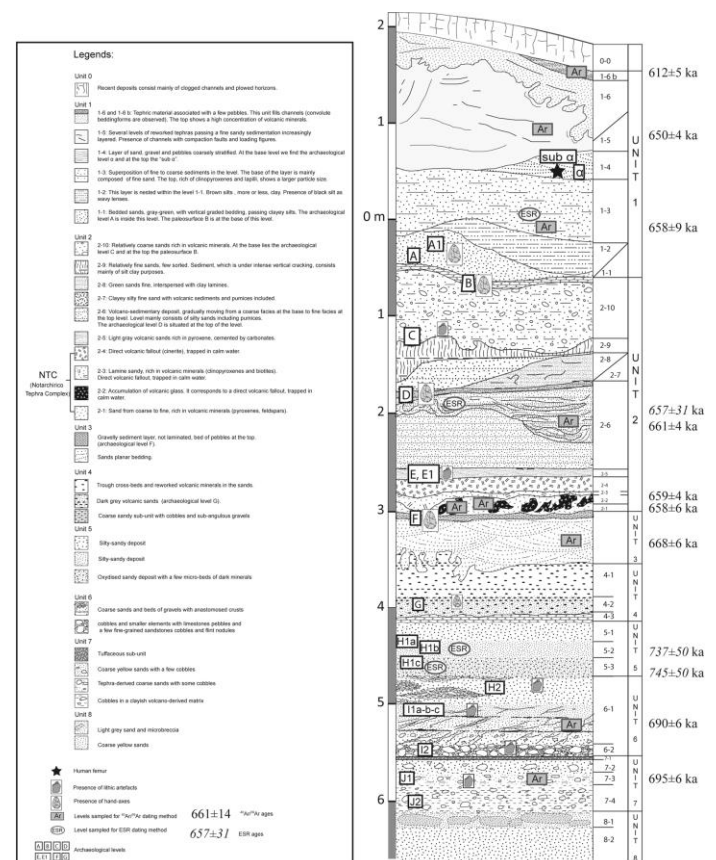 Legends:
Unit 0
Recent deposits consist mainly of clogged channels and plowed horizons.
Unit 1
1-6 and 1-6 b: Tephric material associated with a few pebbles. This unit fills channels (convolute
beddingforms are observed). The top shows a high concentration of volcanic minerals.
1-5: Several levels of reworked tephras passing a fine sandy sedimentation increasingly
layered. Presence of channels with compaction faults and loading figures.
1-4: Layer of sand, gravel and pebbles coarsely stratified. At the base level we find the archaeological
level α and at the top the "sub α".
1-3: Superposition of fine to coarse sediments in the level. The base of the layer is mainly
composed of fine sand. The top, rich of clinopyroxens and lapilli, shows a larger particle size.
1-2: This layer is nested within the level 1-1. Brown silts, more or less, clay. Presence of black silt as
wavy lenses.
1-1: Bedded sands, gray-green, with vertical graded bedding, passing clayey silts. The archaeological
level A is inside this level. The paleosurface B is at the base of this level.
Unit 2
2-10: Relatively coarse sands rich in volcanic minerals. At the base lies the archaeological
level C and at the top the paleosurface B.
2-9: Relatively fine sands, few sorted. Sediment, which is under intense vertical cracking, consists
mainly of silt clay purposes.
2-8: Green sands fine, interspersed with clay lamines.
2-7: Clayey silty fine sand with volcanic sediments and pumices included.
2-6: Volcano-sedimentary deposit, gradually moving from a coarse facies at the base to fine facies at
the top level. Level mainly consists of silty sands including pumices.
The archaeological level D is situated at the top of the level.
2-5: Light gray volcanic sands rich in pyroxene, cemented by carbonates.
2-4: Direct volcanic fallout (cinerite), trapped in calm water.
NTC
(Notarchirico
Tephra Complex)
2-3: Lamine sandy, rich in volcanic minerals (clinopyroxenes and biotites).
Direct volcanic fallout, trapped in calm water.
2-2: Accumulation of volcanic glass. It corresponds to a direct volcanic fallout, trapped in
calm water.
2-1: Sand from coarse to fine, rich in volcanic minerals (pyroxenes, feldspars).
Unit 3
Gravelly sediment layer, not laminated, bed of pebbles at the top.
(archaeological level F).
Sands planer bedding.
Unit 4
Trough cross-beds and reworked volcanic minerals in the sands.
Dark grey volcanic sands (archaeological level G).
Coarse sandy sub-unit with cobbles and sub-angulous gravels
Unit 5
Silty-sandy deposit
Silty-sandy deposit
Oxydised sandy deposit with a few micro-beds of dark minerals
Unit 6
Coarse sands and beds of gravels with anastomosed crusts
cobbles and smaller elements with limestones pebbles and
a few fine-grained sandstones cobbles and flint nodules
Unit 7
Tuffaceous sub-unit
Coarse yellow sands with a few cobbles
Tephra-derived coarse sands with some cobbles
Cobbles in a clayish volcano-derived matrix
Unit 8
Light grey sand and microbreccia
Coarse yellow sands
Human femur
Presence of lithic artefacts
Presence of hand-axes
Ar Levels sampled for ⁴⁰Ar/³⁹Ar dating method 661±14 ⁴⁰Ar/³⁹Ar ages
ESR Level sampled for ESR dating method 657±31 ESR ages
A B C D Archaeological levels
E, E1 F G
2
0-0
Ar
1-6 b
612±5 ka
1-6
1
Ar
650±4 ka
1-5
sub α
1-4
α
UNIT 1
0 m
ESR
1-3
Ar
658±9 ka
A1
A
1-2
1-1
B
2-10
1
C
2-9
2-8
2-7
UNIT 2
D
ESR
657±31 ka
2
Ar
661±4 ka
2-6
E, E1
2-5
2-4
2-3
659±4 ka
Ar
Ar
2-2
658±6 ka
2-1
3
F
Ar
668±6 ka
UNIT 3
4-1
4
G
4-2
4-3
UNIT 4
5-1
H1a
H1b
ESR
5-2
737±50 ka
H1c
ESR
5-3
745±50 ka
UNIT 5
H2
5
I1a-b-c
6-1
Ar
690±6 ka
I2
6-2
UNIT 6
7-1
7-2
J1
Ar
7-3
695±6 ka
6
J2
7-4
UNIT 7
8-1
8-2
UNIT 8